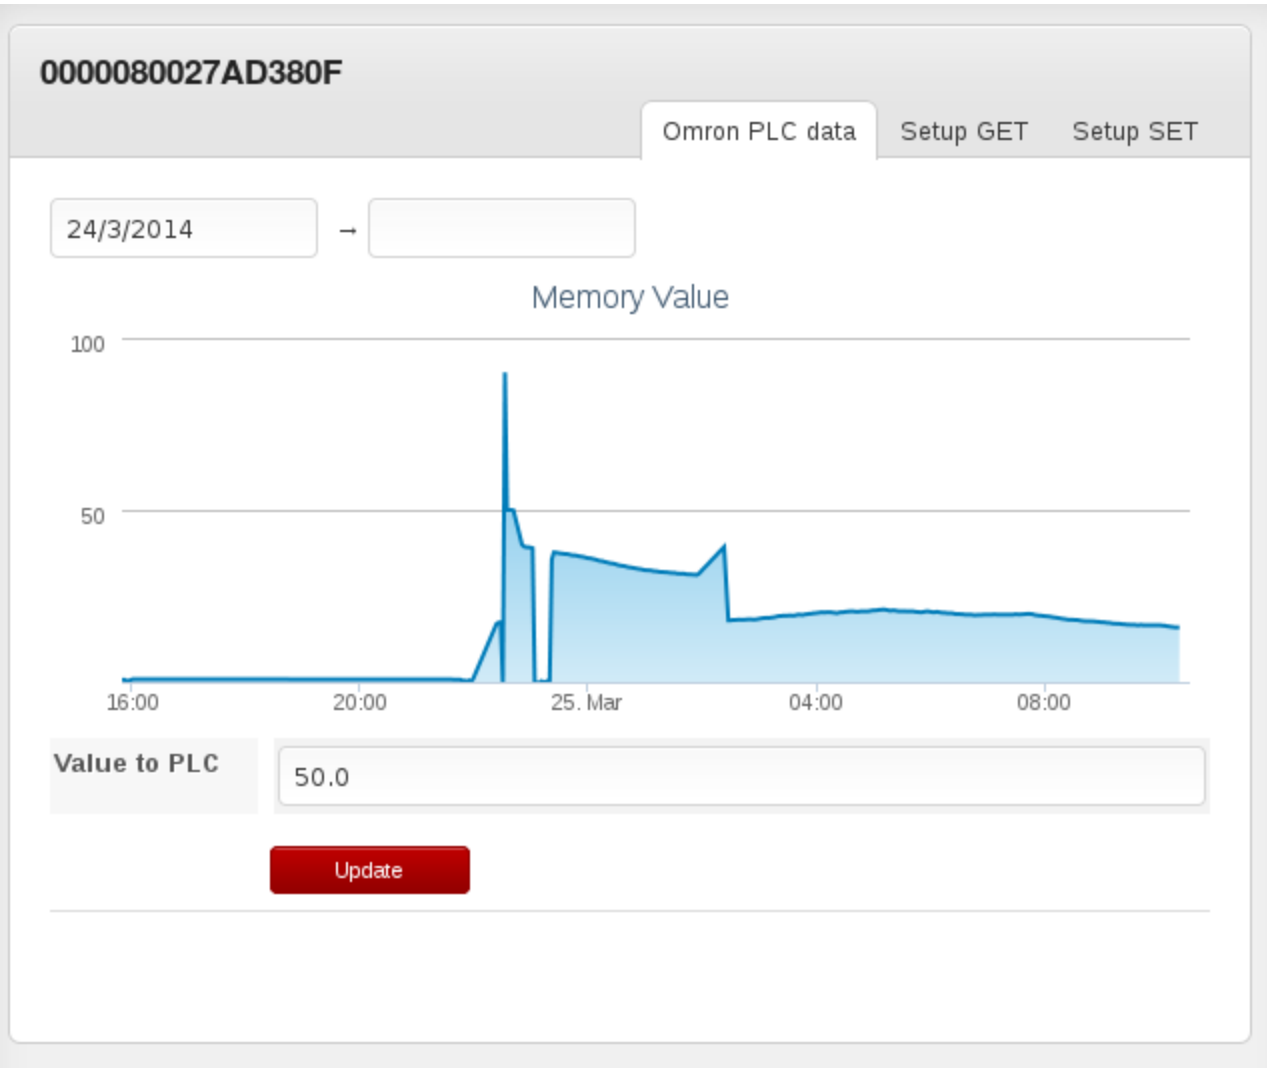 0000080027AD380F
Omron PLC data Setup GET Setup SET
24/3/2014 →
Memory Value
100
50
16:00 20:00 25. Mar 04:00 08:00
Value to PLC 50.0
Update